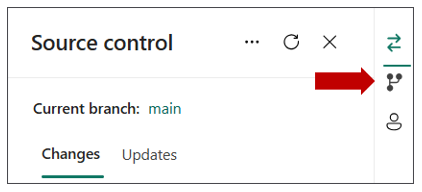 Source control
Current branch: main
Changes Updates